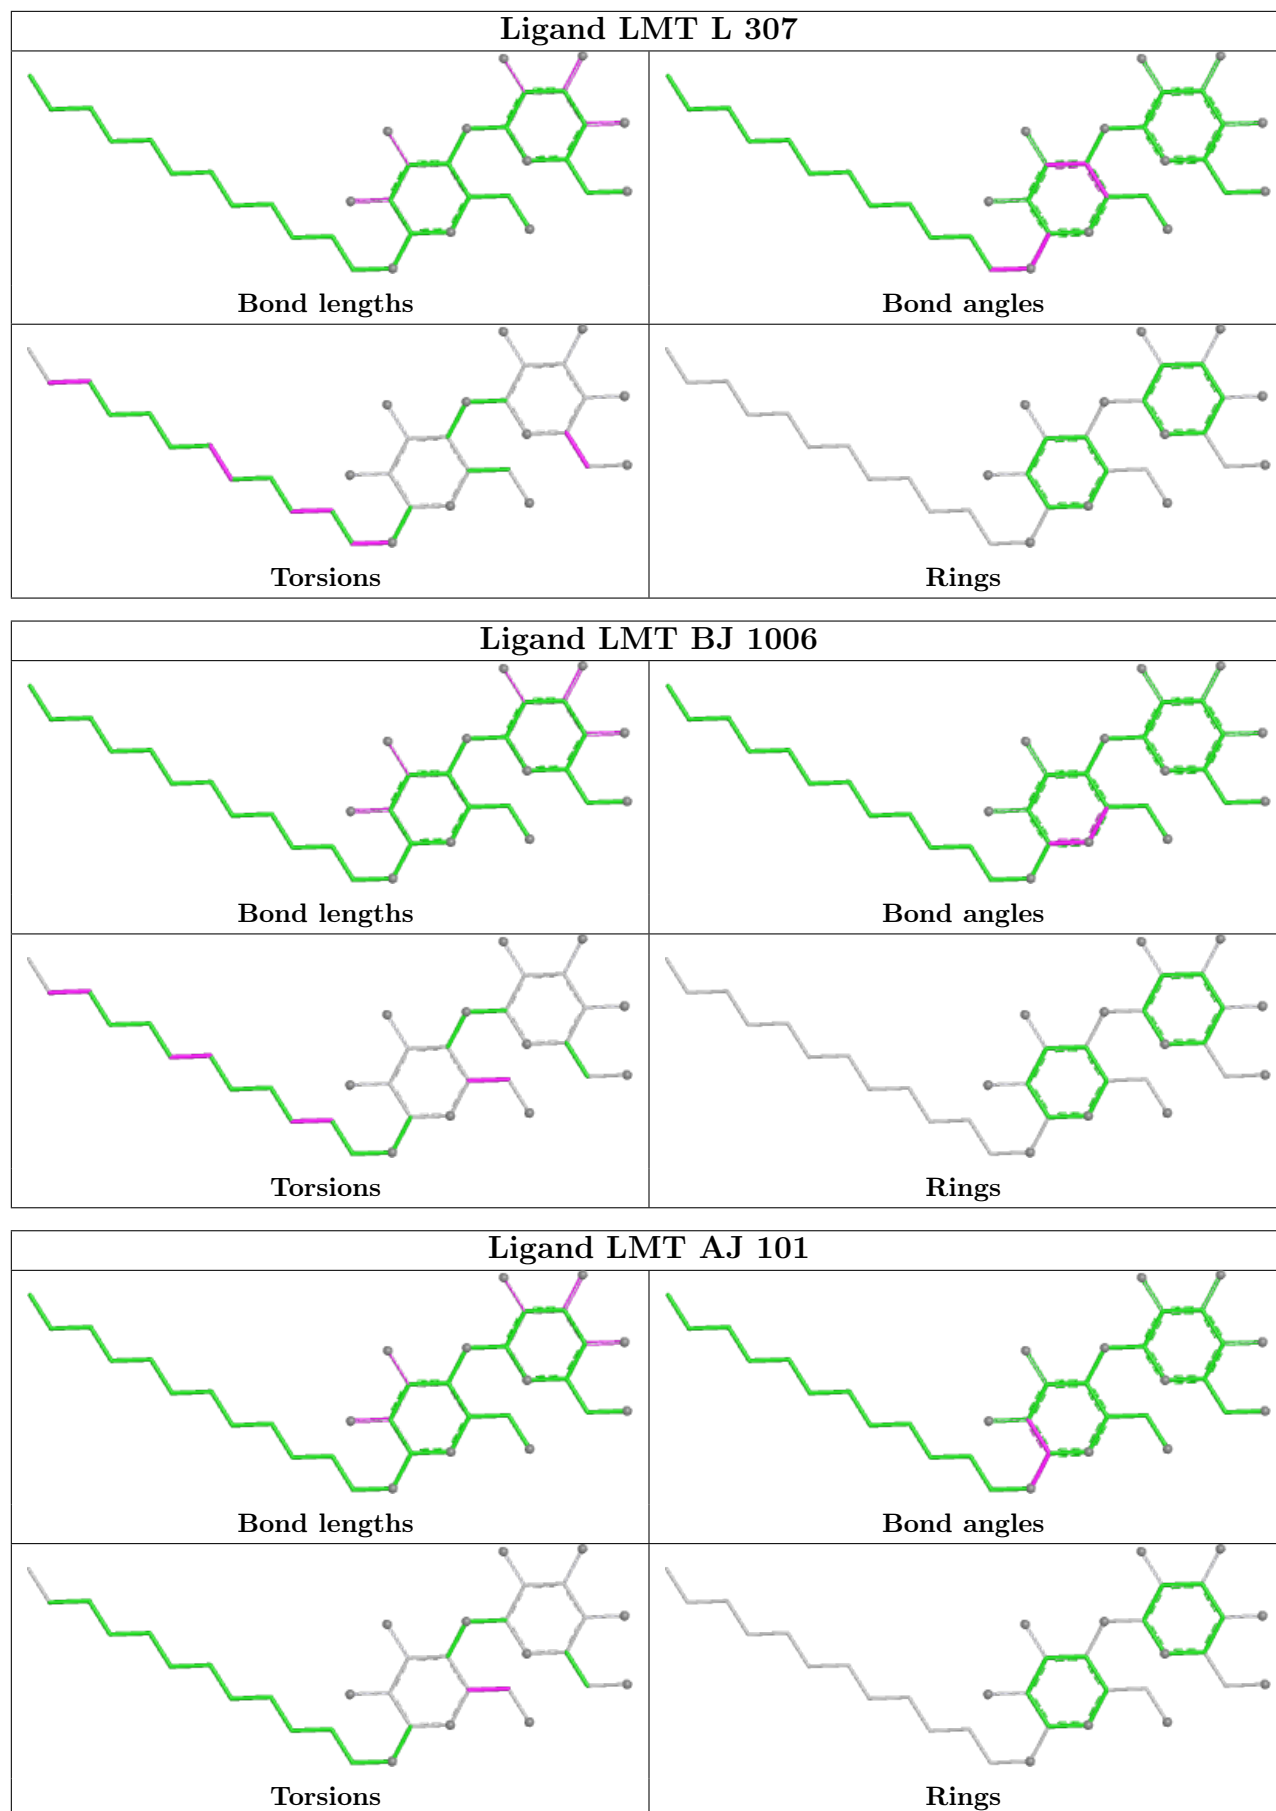 Ligand LMT L 307
Bond lengths
Bond angles
Torsions
Rings
Ligand LMT BJ 1006
Bond lengths
Bond angles
Torsions
Rings
Ligand LMT AJ 101
Bond lengths
Bond angles
Torsions
Rings